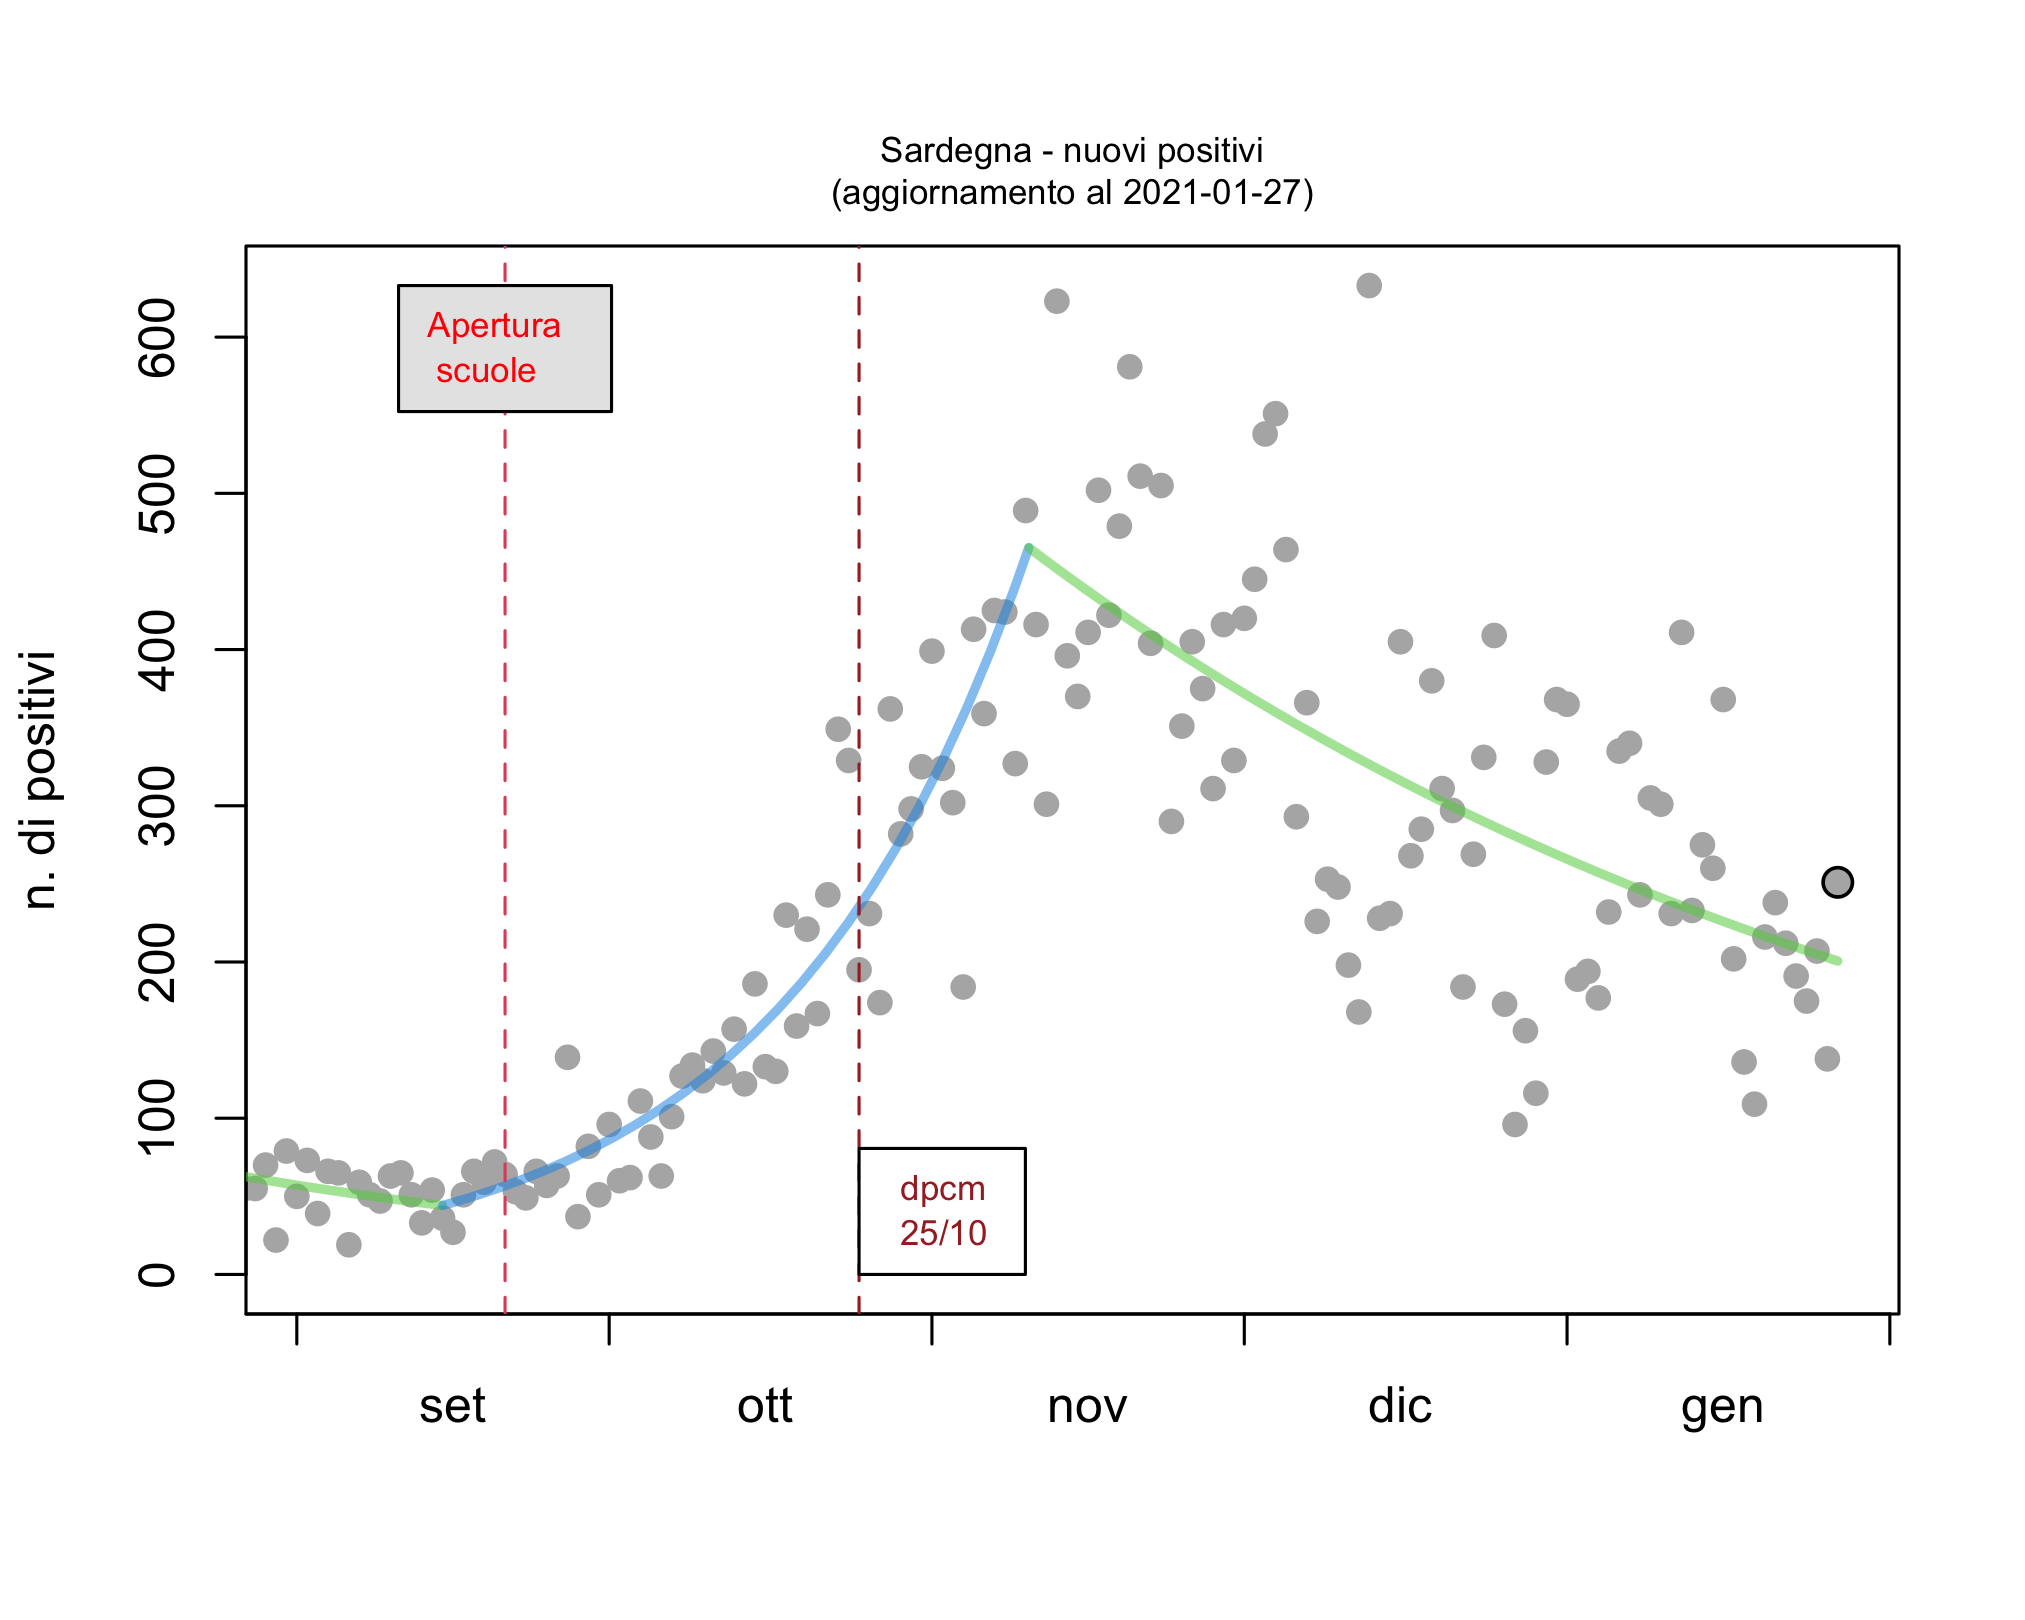 Sardegna - nuovi positivi
(aggiornamento al 2021-01-27)
n. di positivi
600
500
400
300
200
100
0
Apertura
scuole
dpcm
25/10
set
ott
nov
dic
gen